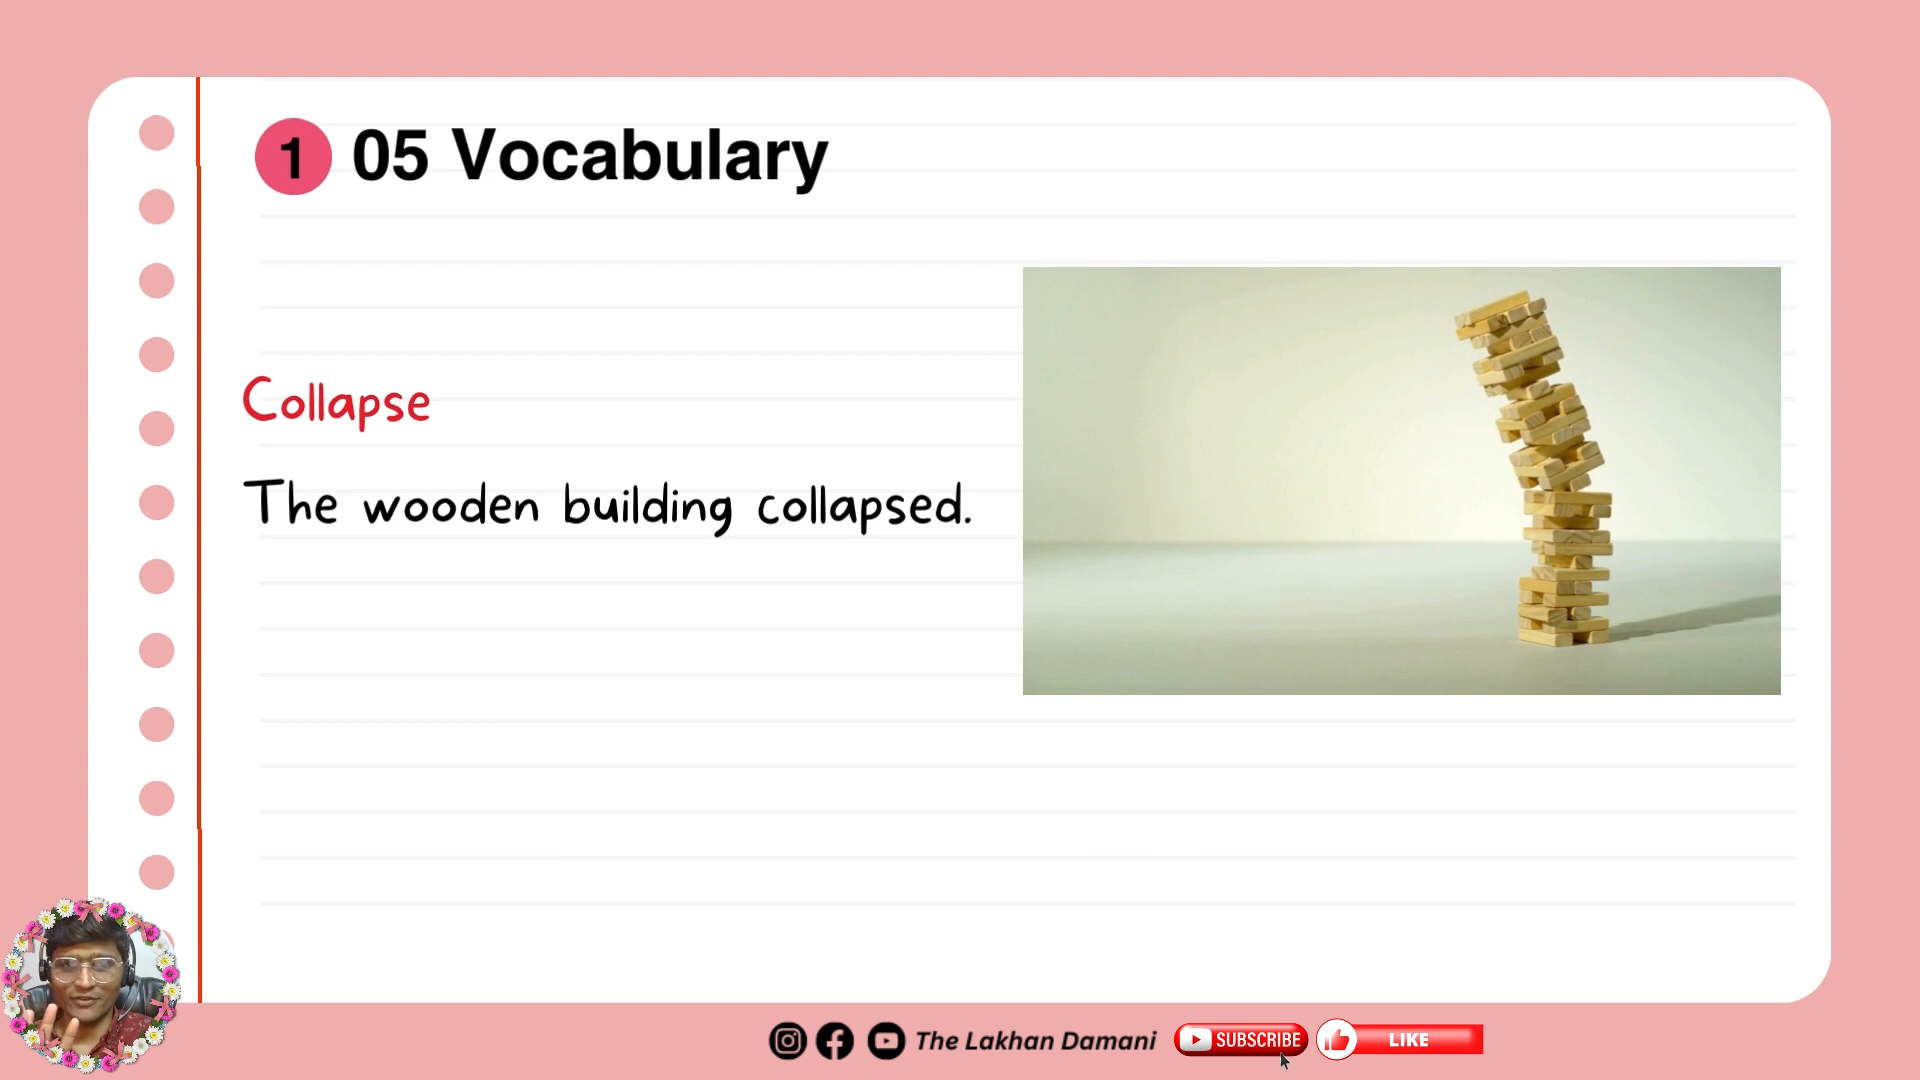 1 05 Vocabulary
Collapse
The wooden building collapsed.
The Lakhan Damani SUBSCRIBE LIKE